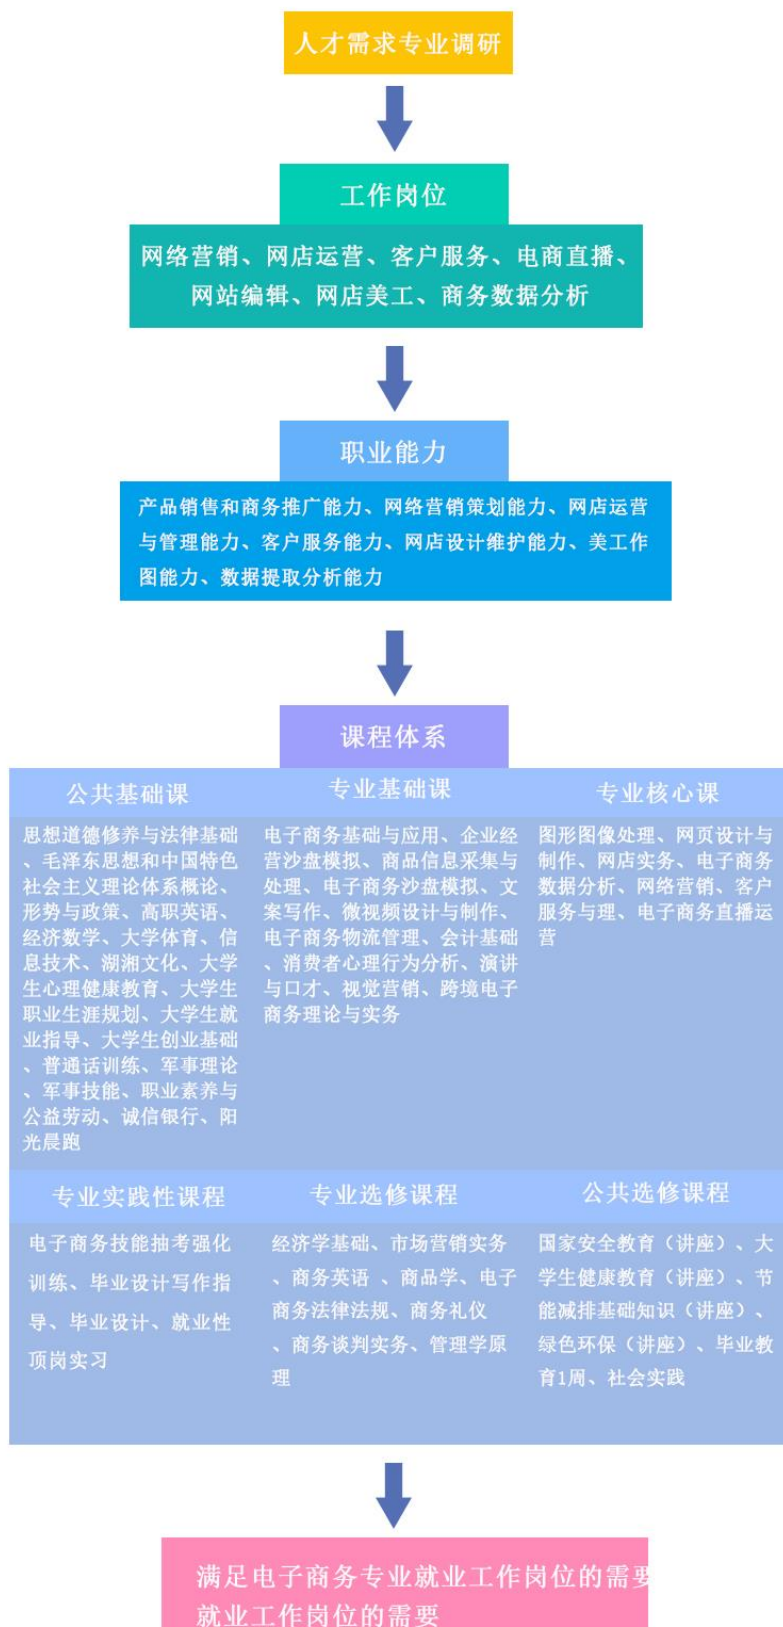 人才需求专业调研
工作岗位
网络营销、网店运营、客户服务、电商直播、
网站编辑、网店美工、商务数据分析
职业能力
产品销售和商务推广能力、网络营销策划能力、网店运营
与管理能力、客户服务能力、网店设计维护能力、美工作
图能力、数据提取分析能力
课程体系
公共基础课
思想道德修养与法律基础
、毛泽东思想和中国特色
社会主义理论体系概论、
形势与政策、高职英语、
经济数学、大学体育、信
息技术、湖湘文化、大学
生心理健康教育、大学生
职业生涯规划、大学生就
业指导、大学生创业基础
、普通话训练、军事理论
、军事技能、职业素养与
公益劳动、诚信银行、阳
光晨跑
专业基础课
电子商务基础与应用、企业经
营沙盘模拟、商品信息采集与
处理、电子商务沙盘模拟、文
案写作、微视频设计与制作、
电子商务物流管理、会计基础
、消费者心理行为分析、演讲
与口才、视觉营销、跨境电子
商务理论与实务
专业核心课
图形图像处理、网页设计与
制作、网店实务、电子商务
数据分析、网络营销、客户
服务与理、电子商务直播运
营
专业实践性课程
电子商务技能抽考强化
训练、毕业设计写作指
导、毕业设计、就业性
顶岗实习
专业选修课程
经济学基础、市场营销实务
、商务英语 、商品学、电子
商务法律法规、商务礼仪
、商务谈判实务、管理学原
理
公共选修课程
国家安全教育（讲座）、大
学生健康教育（讲座）、节
能减排基础知识（讲座）、
绿色环保（讲座）、毕业教
育1周、社会实践
满足电子商务专业就业工作岗位的需要
就业工作岗位的需要